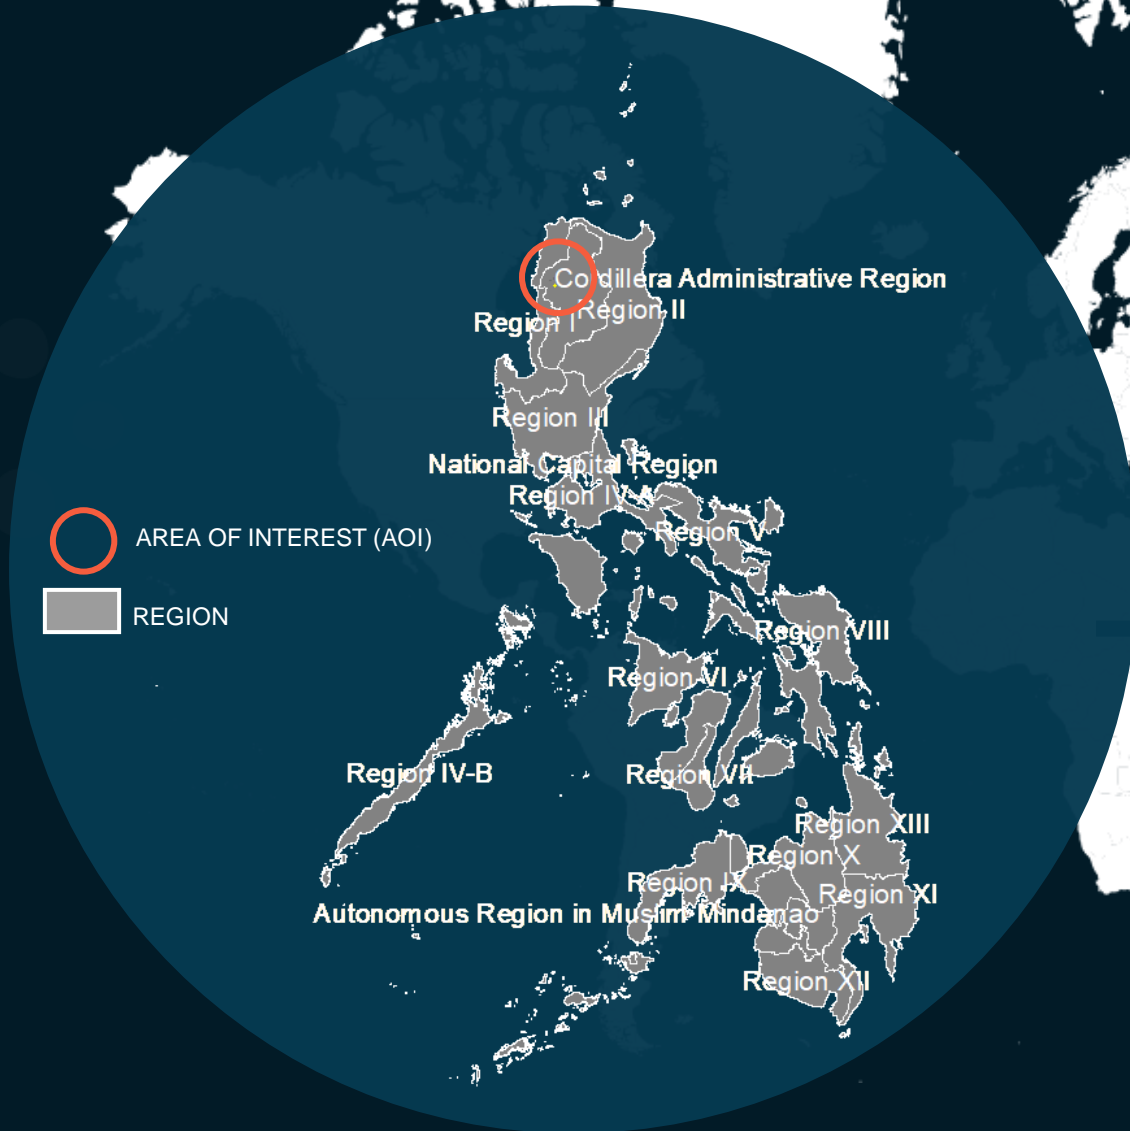 Cordillera Administrative Region
Region II
Region I
Region III
National Capital Region
Region IV-A
Region V
AREA OF INTEREST (AOI)
REGION
Region VIII
Region VI
Region IV-B
Region VII
Region XIII
Region X
Region IX
Region XI
Autonomous Region in Muslim Mindanao
Region XII